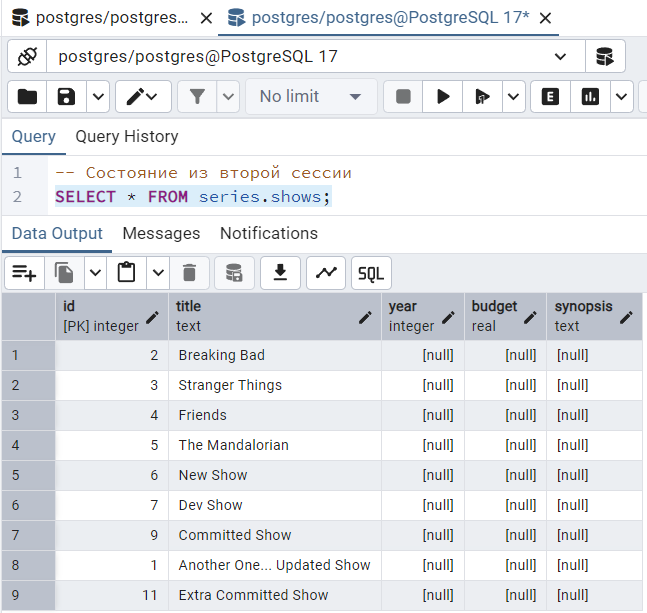 postgres/postgres... postgres/postgres@PostgreSQL 17*
postgres/postgres@PostgreSQL 17
No limit E
Query Query History
1 -- Состояние из второй сессии
2 SELECT * FROM series.shows;
Data Output Messages Notifications
SQL
id title year budget synopsis
[PK] integer text integer real text
1 2 Breaking Bad [null] [null] [null]
2 3 Stranger Things [null] [null] [null]
3 4 Friends [null] [null] [null]
4 5 The Mandalorian [null] [null] [null]
5 6 New Show [null] [null] [null]
6 7 Dev Show [null] [null] [null]
7 9 Committed Show [null] [null] [null]
8 1 Another One... Updated Show [null] [null] [null]
9 11 Extra Committed Show [null] [null] [null]